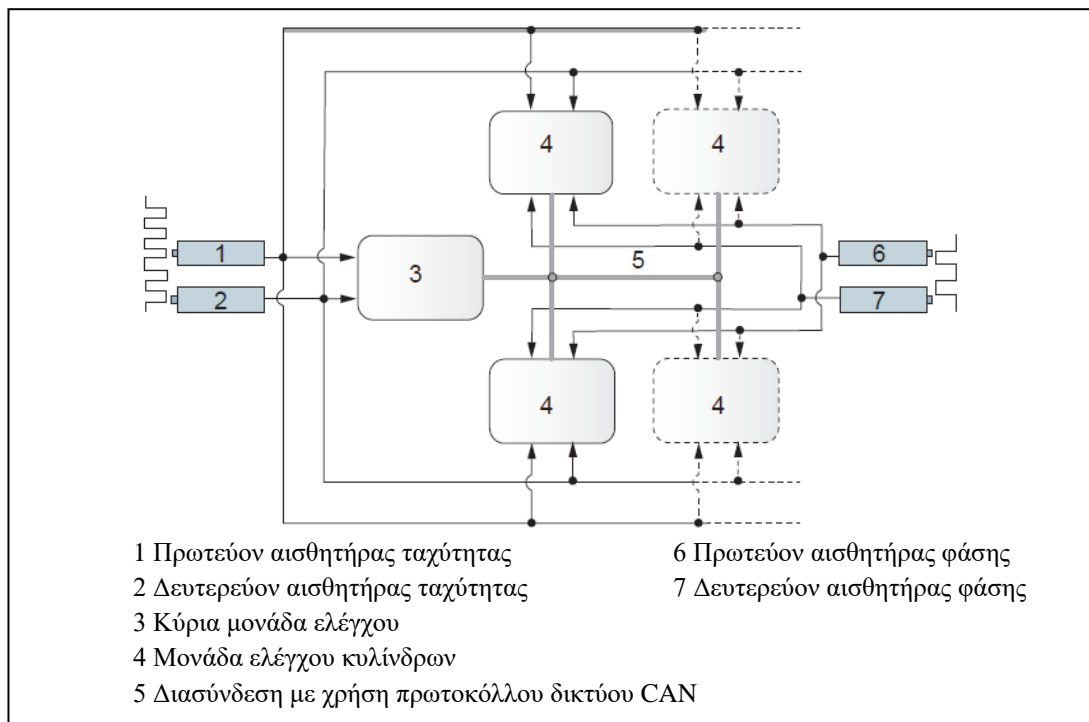 4 4
1 3 5 6
2 7
4 4
1 Πρωτεύον αισθητήρας ταχύτητας 6 Πρωτεύον αισθητήρας φάσης
2 Δευτερεύον αισθητήρας ταχύτητας 7 Δευτερεύον αισθητήρας φάσης
3 Κύρια μονάδα ελέγχου
4 Μονάδα ελέγχου κυλίνδρων
5 Διασύνδεση με χρήση πρωτοκόλλου δικτύου CAN